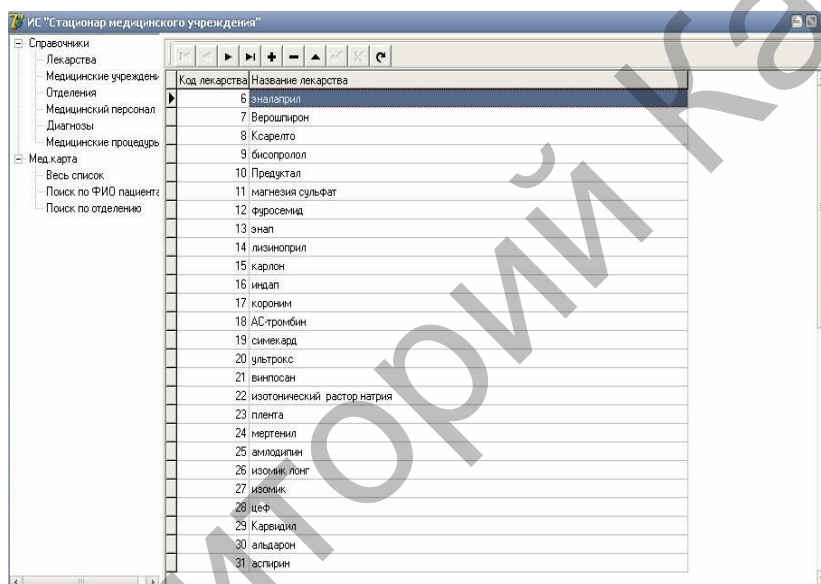 ИС "Стационар медицинского учреждения"
Справочники
Лекарства
Медицинские учрежден
Отделения
Медицинский персонал
Диагнозы
Медицинские процедур
Мед.карта
Весь список
Поиск по ФИО пациента
Поиск по отделению
Код лекарства Название лекарства
6 эналаприл
7 Верошпирон
8 Ксарелто
9 бисопролол
10 Предуктал
11 магнезия сульфат
12 фуросемид
13 энап
14 лизиноприл
15 карлон
16 индап
17 короним
18 АС-тромбин
19 симекард
20 ультрокс
21 винпосан
22 изотонический растор натрия
23 плента
24 мертенил
25 амлодипин
26 изомик лонг
27 изомик
28 цеф
29 Карвидил
30 альдарон
31 аспирин
иторий Ка